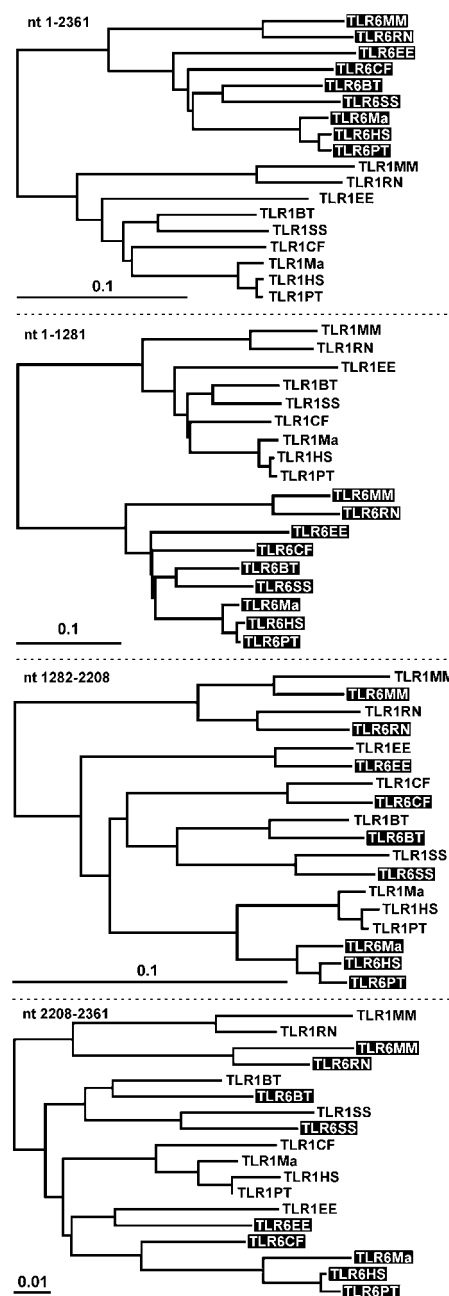 nt 1-2361
TLR6MM
TLR6RN
TLR6EE
TLR6CF
TLR6BT
TLR6SS
TLR6Ma
TLR6HS
TLR6PT
TLR1MM
TLR1RN
TLR1EE
TLR1BT
TLR1SS
TLR1CF
TLR1Ma
TLR1HS
TLR1PT
0.1
nt 1-1281
TLR1MM
TLR1RN
TLR1EE
TLR1BT
TLR1SS
TLR1CF
TLR1Ma
TLR1HS
TLR1PT
TLR6MM
TLR6RN
TLR6EE
TLR6CF
TLR6BT
TLR6SS
TLR6Ma
TLR6HS
TLR6PT
0.1
nt 1282-2208
TLR1MM
TLR6MM
TLR1RN
TLR6RN
TLR1EE
TLR6EE
TLR1CF
TLR6CF
TLR1BT
TLR6BT
TLR1SS
TLR6SS
TLR1Ma
TLR1HS
TLR1PT
TLR6Ma
TLR6HS
TLR6PT
0.1
nt 2208-2361
TLR1MM
TLR1RN
TLR6MM
TLR6RN
TLR1BT
TLR6BT
TLR1SS
TLR6SS
TLR1CF
TLR1Ma
TLR1HS
TLR1PT
TLR1EE
TLR6EE
TLR6CF
TLR6Ma
TLR6HS
TLR6PT
0.01